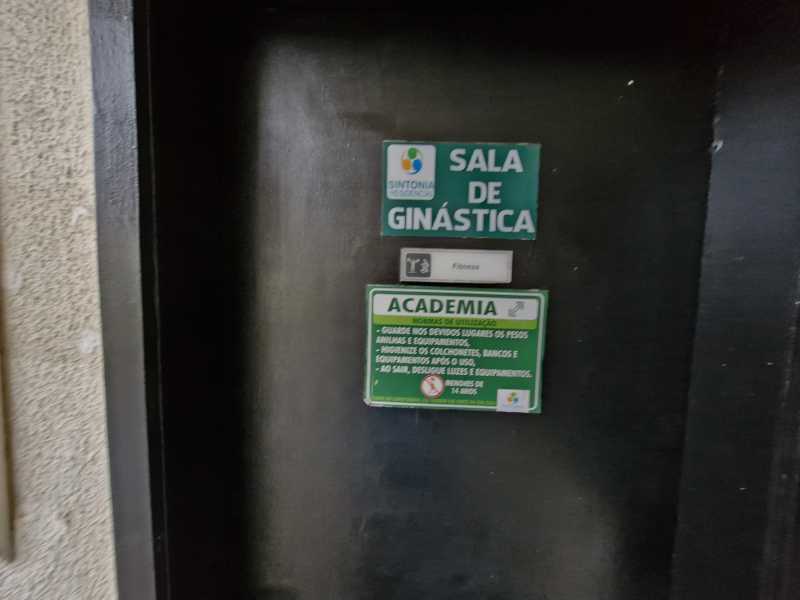 SINTONIA
RESIDENCIAL
SALA
DE
GINÁSTICA
Fitness
ACADEMIA
NORMAS DE UTILIZAÇÃO
- GUARDE NOS DEVIDOS LUGARES OS PESOS
ANILHAS E EQUIPAMENTOS,
- HIGIENIZE OS COLCHONETES, BANCOS E
EQUIPAMENTOS APÓS O USO,
- AO SAIR, DESLIGUE LUZES E EQUIPAMENTOS.
MENORES DE
14 ANOS